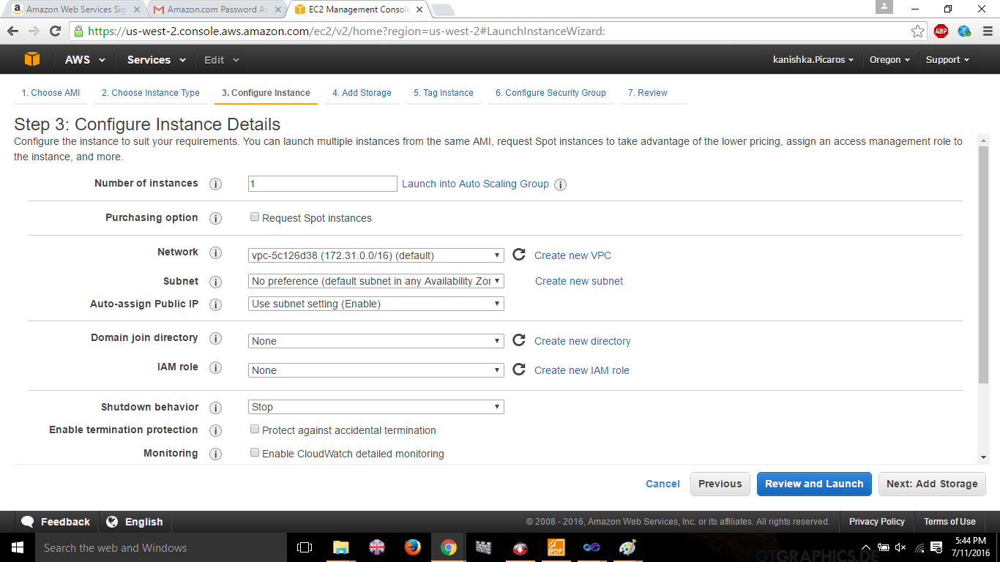 Amazon Web Services Sig
Amazon.com Password As
EC2 Management Console
https://us-west-2.console.aws.amazon.com/ec2/v2/home?region=us-west-2#LaunchInstanceWizard:
ABP
AWS Services Edit kanishka.Picaros Oregon Support
1. Choose AMI 2. Choose Instance Type 3. Configure Instance 4. Add Storage 5. Tag Instance 6. Configure Security Group 7. Review
Step 3: Configure Instance Details
Configure the instance to suit your requirements. You can launch multiple instances from the same AMI, request Spot instances to take advantage of the lower pricing, assign an access management role to
the instance, and more.
Number of instances i 1 Launch into Auto Scaling Group i
Purchasing option i Request Spot instances
Network i vpc-5c126d38 (172.31.0.0/16) (default) Create new VPC
Subnet i No preference (default subnet in any Availability Zor Create new subnet
Auto-assign Public IP i Use subnet setting (Enable)
Domain join directory i None Create new directory
IAM role i None Create new IAM role
Shutdown behavior i Stop
Enable termination protection i Protect against accidental termination
Monitoring i Enable CloudWatch detailed monitoring
Cancel Previous Review and Launch Next: Add Storage
Feedback English © 2008 - 2016, Amazon Web Services, Inc. or its affiliates. All rights reserved. Privacy Policy Terms of Use
Search the web and Windows
PDF
5:44 PM
7/11/2016
GTGRAPHICS.DE